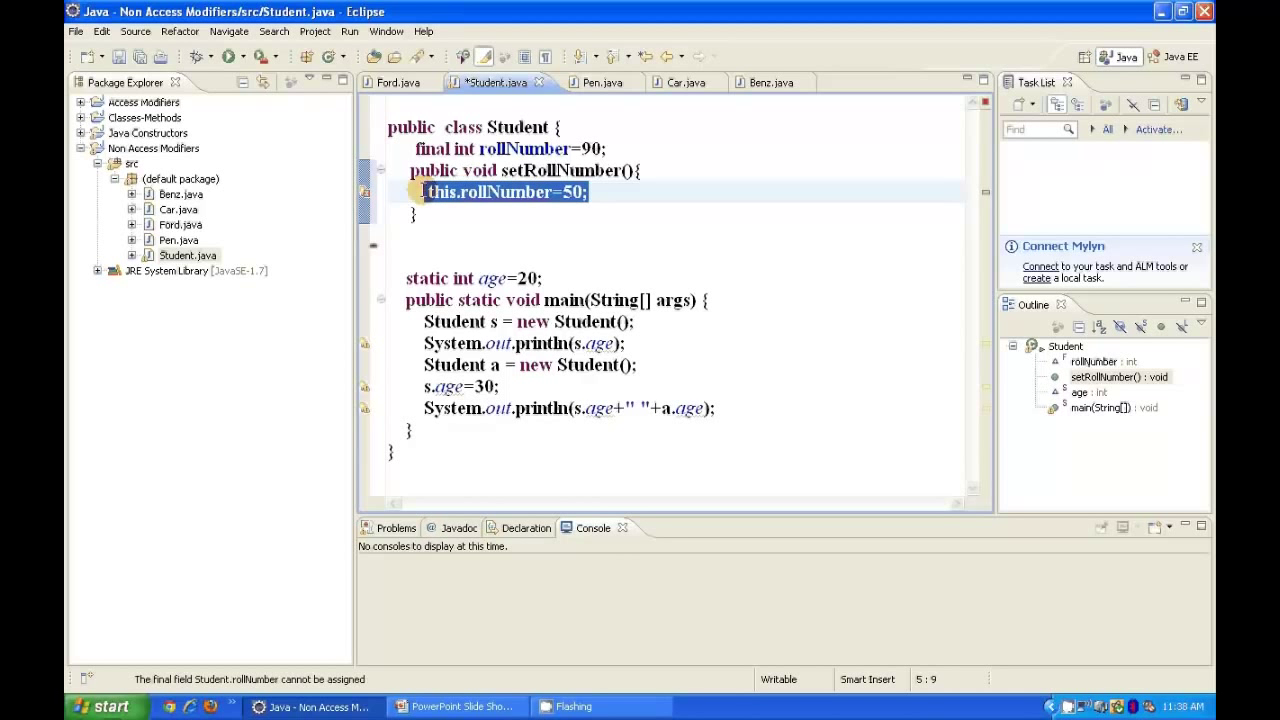 Java - Non Access Modifiers/src/Student.java - Eclipse
File Edit Source Refactor Navigate Search Project Run Window Help
Java Java EE
Package Explorer
Access Modifiers
Classes-Methods
Java Constructors
Non Access Modifiers
src
(default package)
Benz.java
Car.java
Ford.java
Pen.java
Student.java
JRE System Library [JavaSE-1.7]
Ford.java *Student.java Pen.java Car.java Benz.java
public class Student {
final int rollNumber=90;
public void setRollNumber(){
this.rollNumber=50;
}
static int age=20;
public static void main(String[] args) {
Student s = new Student();
System.out.println(s.age);
Student a = new Student();
s.age=30;
System.out.println(s.age+" "+a.age);
}
}
Task List
Find All Activate...
Connect Mylyn
Connect to your task and ALM tools or
create a local task.
Outline
Student
rollNumber : int
setRollNumber() : void
age : int
main(String[]) : void
Problems @ Javadoc Declaration Console
No consoles to display at this time.
The final field Student.rollNumber cannot be assigned Writable Smart Insert 5 : 9
start Java - Non Access M... PowerPoint Slide Sho... Flashing 11:38 AM